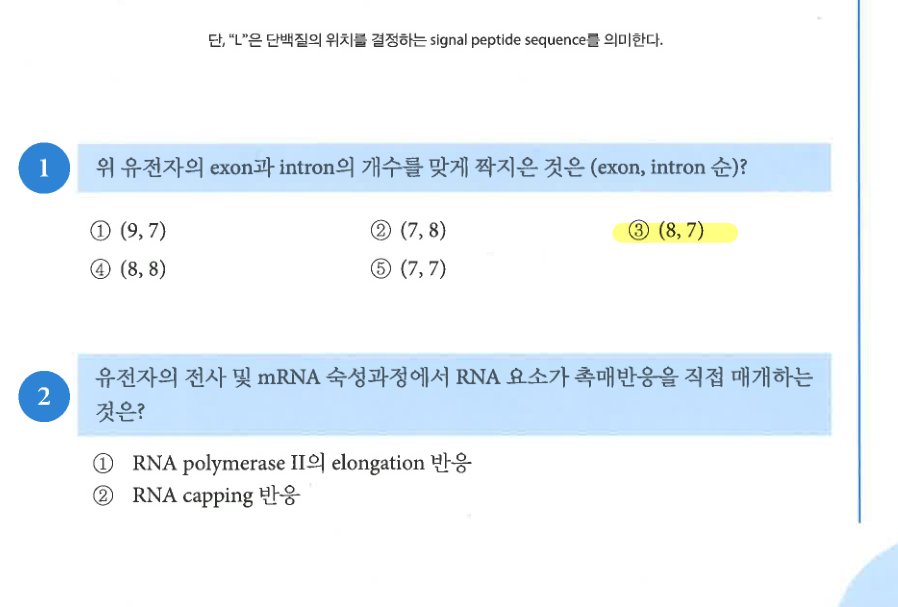 단, “L”은 단백질의 위치를 결정하는 signal peptide sequence를 의미한다.
1 위 유전자의 exon과 intron의 개수를 맞게 짝지은 것은 (exon, intron 순)?
① (9, 7) ② (7, 8) ③ (8, 7)
④ (8, 8) ⑤ (7, 7)
2 유전자의 전사 및 mRNA 숙성과정에서 RNA 요소가 촉매반응을 직접 매개하는
것은?
① RNA polymerase II의 elongation 반응
② RNA capping 반응